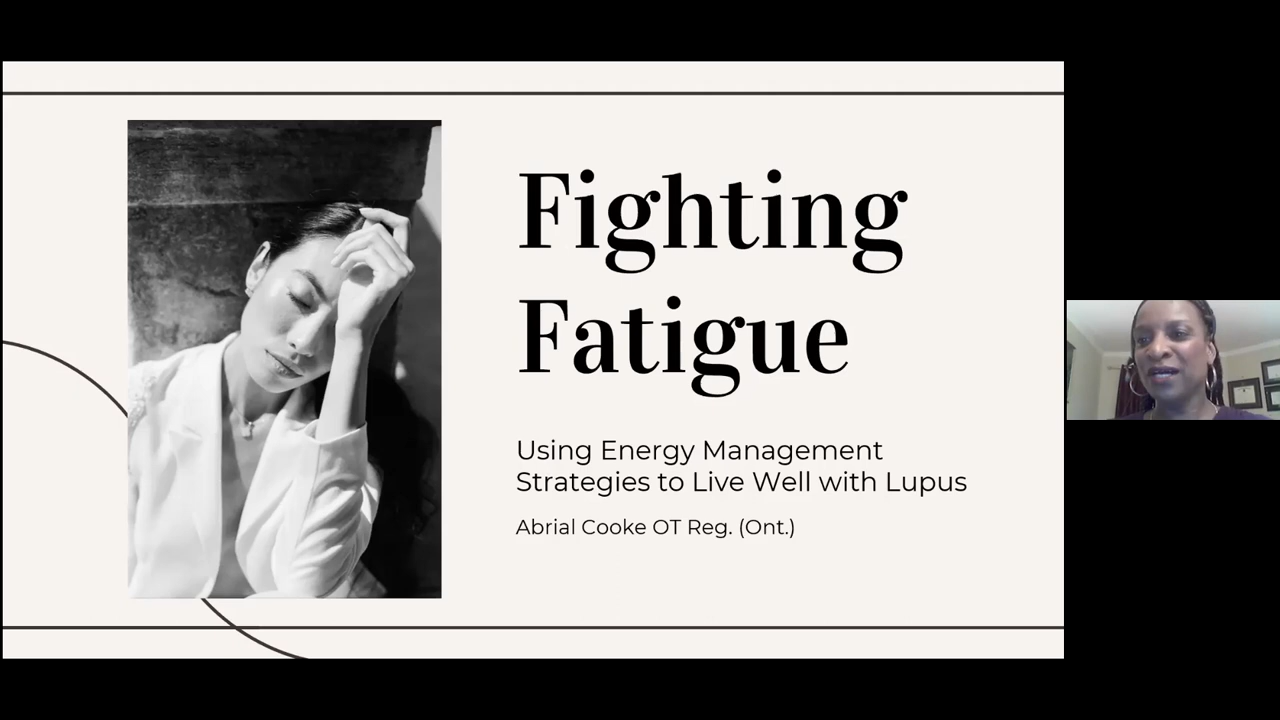 Fighting
Fatigue
Using Energy Management
Strategies to Live Well with Lupus
Abrial Cooke OT Reg. (Ont.)